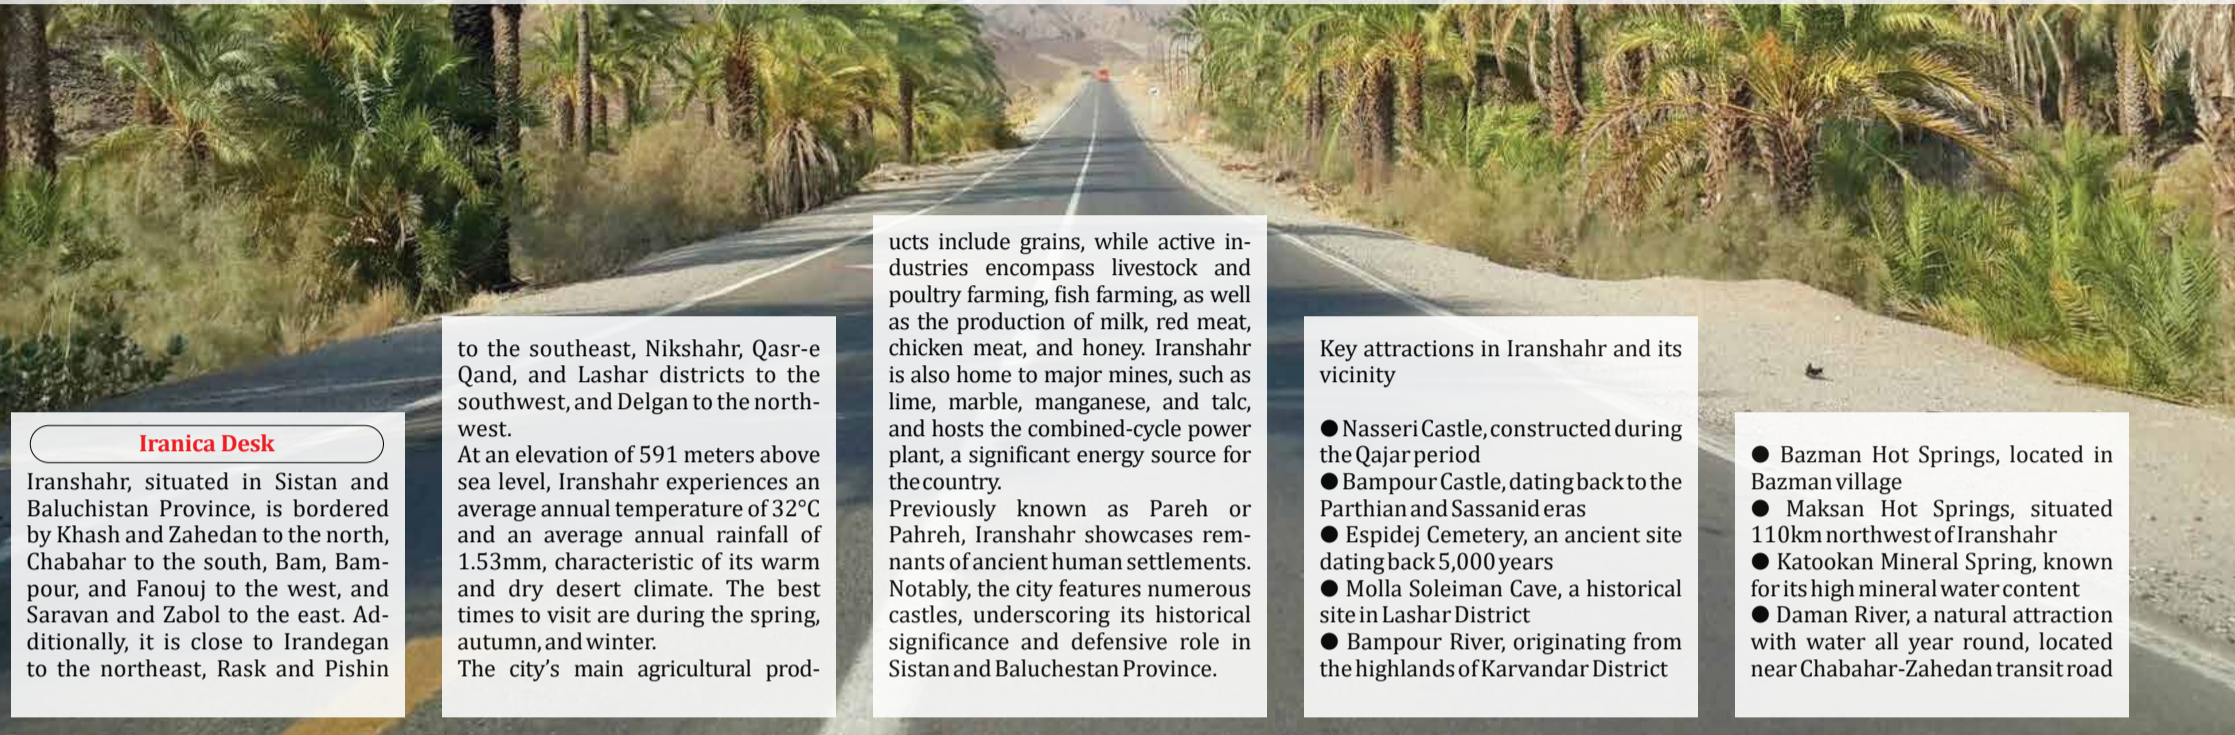 Iranica Desk
Iranshahr, situated in Sistan and
Baluchistan Province, is bordered
by Khash and Zahedan to the north,
Chabahar to the south, Bam, Bam-
pour, and Fanouj to the west, and
Saravan and Zabol to the east. Ad-
ditionally, it is close to Irandegan
to the northeast, Rask and Pishin
to the southeast, Nikshahr, Qasr-e
Qand, and Lashar districts to the
southwest, and Delgan to the north-
west.
At an elevation of 591 meters above
sea level, Iranshahr experiences an
average annual temperature of 32°C
and an average annual rainfall of
1.53mm, characteristic of its warm
and dry desert climate. The best
times to visit are during the spring,
autumn, and winter.
The city's main agricultural prod-
ucts include grains, while active in-
dustries encompass livestock and
poultry farming, fish farming, as well
as the production of milk, red meat,
chicken meat, and honey. Iranshahr
is also home to major mines, such as
lime, marble, manganese, and talc,
and hosts the combined-cycle power
plant, a significant energy source for
the country.
Previously known as Pareh or
Pahreh, Iranshahr showcases rem-
nants of ancient human settlements.
Notably, the city features numerous
castles, underscoring its historical
significance and defensive role in
Sistan and Baluchestan Province.
Key attractions in Iranshahr and its
vicinity
● Nasseri Castle, constructed during
the Qajar period
● Bampour Castle, dating back to the
Parthian and Sassanid eras
● Espidej Cemetery, an ancient site
dating back 5,000 years
● Molla Soleiman Cave, a historical
site in Lashar District
● Bampour River, originating from
the highlands of Karvandar District
● Bazman Hot Springs, located in
Bazman village
● Maksan Hot Springs, situated
110km northwest of Iranshahr
● Katookan Mineral Spring, known
for its high mineral water content
● Daman River, a natural attraction
with water all year round, located
near Chabahar-Zahedan transit road